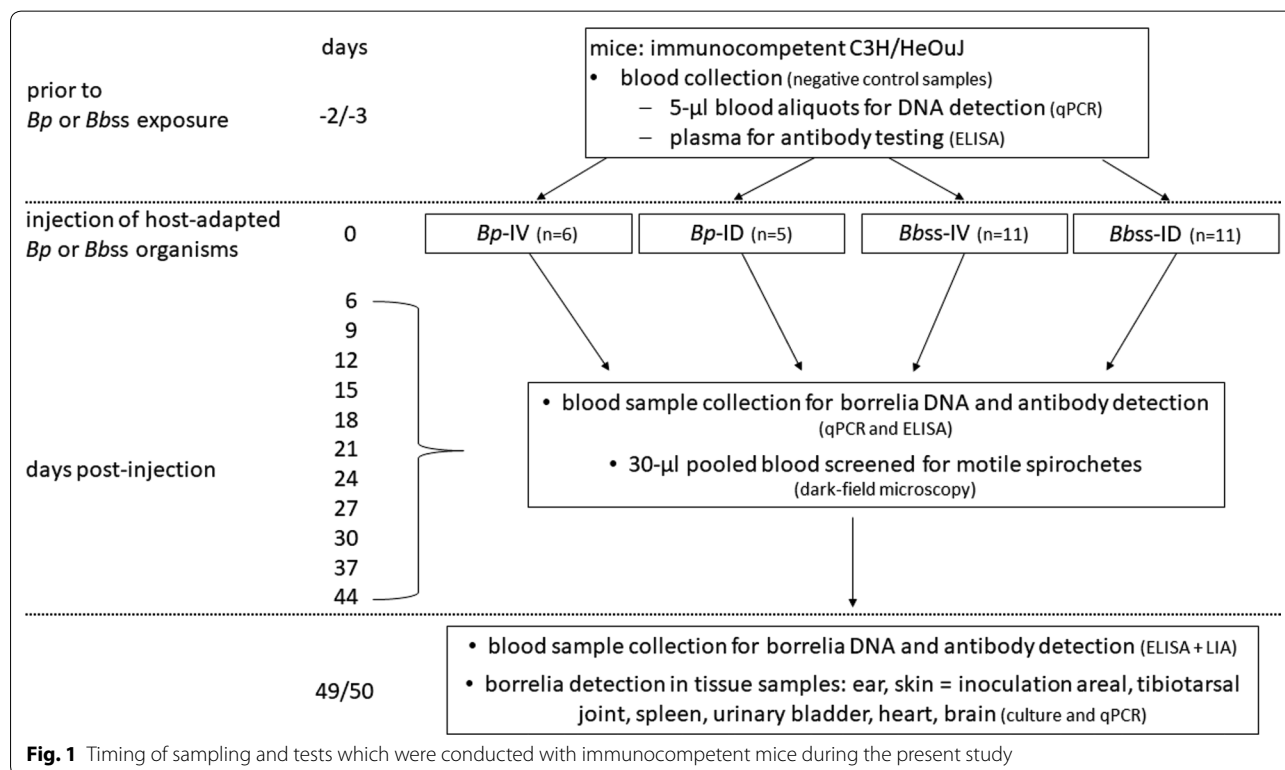 days
mice: immunocompetent C3H/HeOuJ
• blood collection (negative control samples)
– 5-µl blood aliquots for DNA detection (qPCR)
– plasma for antibody testing (ELISA)
prior to
Bp or Bbss exposure
-2/-3
injection of host-adapted
Bp or Bbss organisms
0
Bp-IV (n=6)
Bp-ID (n=5)
Bbss-IV (n=11)
Bbss-ID (n=11)
days post-injection
6
9
12
15
18
21
24
27
30
37
44
• blood sample collection for borrelia DNA and antibody detection
(qPCR and ELISA)
• 30-µl pooled blood screened for motile spirochetes
(dark-field microscopy)
49/50
• blood sample collection for borrelia DNA and antibody detection (ELISA + LIA)
• borrelia detection in tissue samples: ear, skin = inoculation areal, tibiotarsal
joint, spleen, urinary bladder, heart, brain (culture and qPCR)
Fig. 1 Timing of sampling and tests which were conducted with immunocompetent mice during the present study